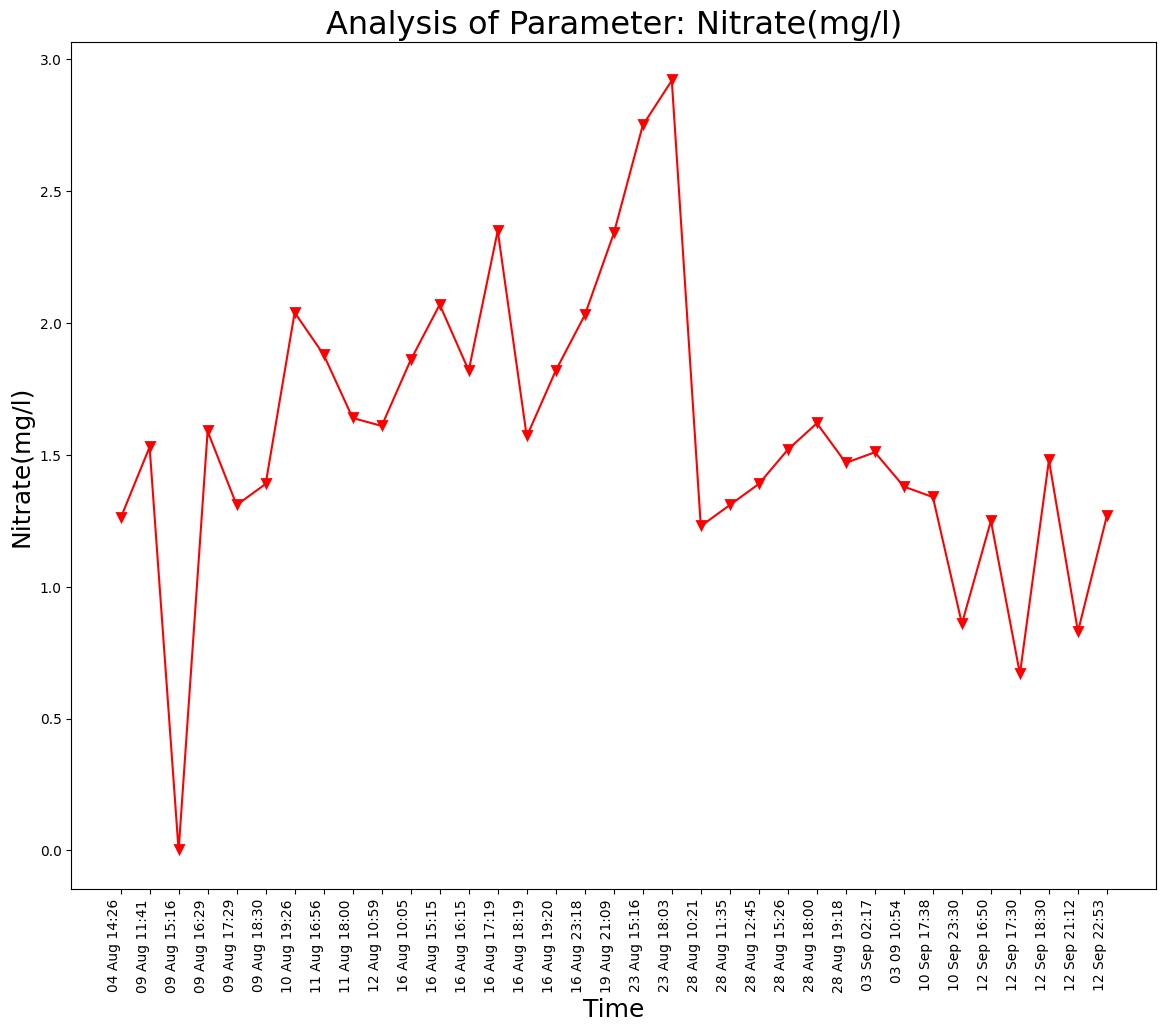 Analysis of Parameter: Nitrate(mg/l)
3.0
2.5
2.0
1.5
1.0
0.5
0.0
Nitrate(mg/l)
04 Aug 14:26
09 Aug 11:41
09 Aug 15:16
09 Aug 16:29
09 Aug 17:29
09 Aug 18:30
10 Aug 19:26
11 Aug 16:56
11 Aug 18:00
12 Aug 10:59
16 Aug 10:05
16 Aug 15:15
16 Aug 16:15
16 Aug 17:19
16 Aug 18:19
16 Aug 19:20
16 Aug 23:18
19 Aug 21:09
23 Aug 15:16
23 Aug 18:03
28 Aug 10:21
28 Aug 11:35
28 Aug 12:45
28 Aug 15:26
28 Aug 18:00
28 Aug 19:18
03 Sep 02:17
03 09 10:54
10 Sep 17:38
10 Sep 23:30
12 Sep 16:50
12 Sep 17:30
12 Sep 18:30
12 Sep 21:12
12 Sep 22:53
Time